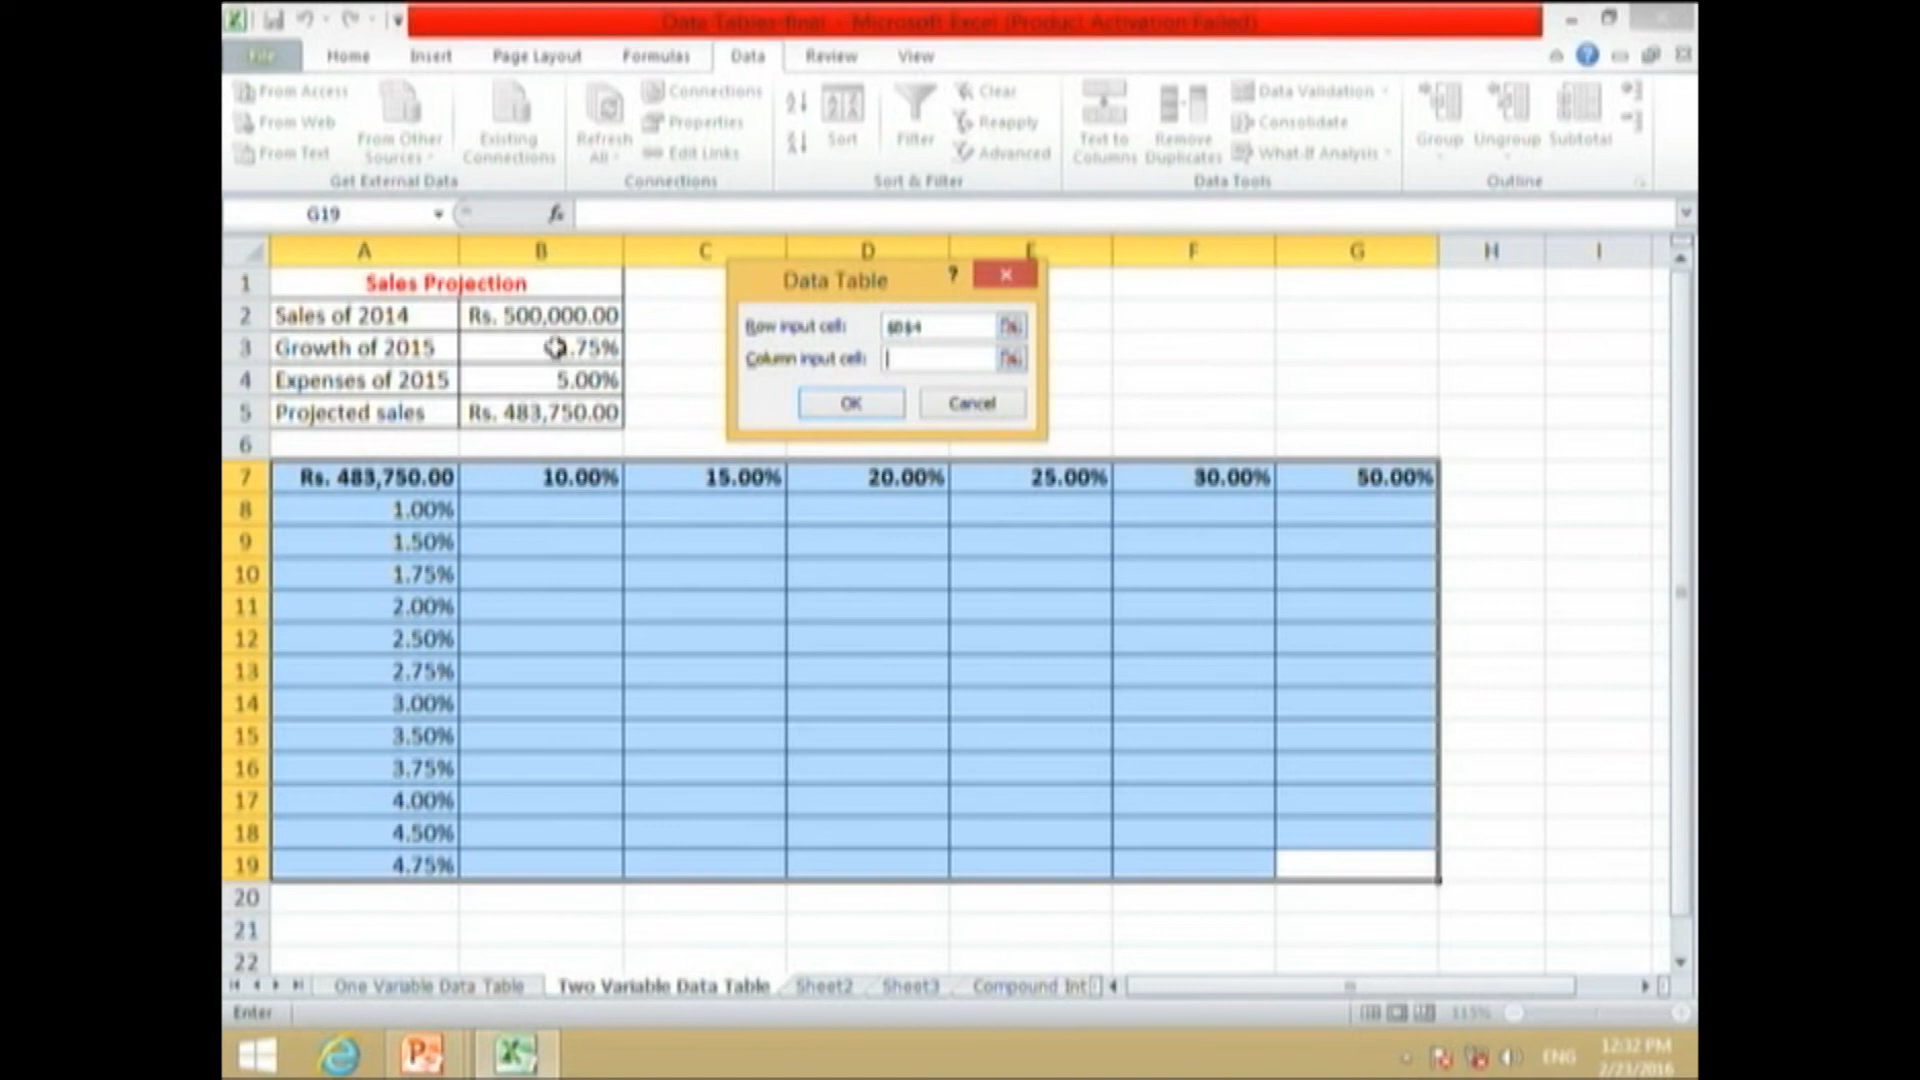 Data Tables-final - Microsoft Excel (Product Activation Failed)
File Home Insert Page Layout Formulas Data Review View
From Access
From Web
From Text
From Other Sources
Existing Connections
Get External Data
Refresh All
Connections
Properties
Edit Links
Connections
Sort
Filter
Clear
Reapply
Advanced
Sort & Filter
Text to Columns
Remove Duplicates
Data Validation
Consolidate
What-If Analysis
Data Tools
Group Ungroup Subtotal
Outline
G19
fx
A B C D E F G H I
1 Sales Projection
2 Sales of 2014 Rs. 500,000.00
3 Growth of 2015 .75%
4 Expenses of 2015 5.00%
5 Projected sales Rs. 483,750.00
6
Data Table ?
Row input cell: $B$4
Column input cell:
OK Cancel
7 Rs. 483,750.00 10.00% 15.00% 20.00% 25.00% 30.00% 50.00%
8 1.00%
9 1.50%
10 1.75%
11 2.00%
12 2.50%
13 2.75%
14 3.00%
15 3.50%
16 3.75%
17 4.00%
18 4.50%
19 4.75%
20
21
22
One Variable Data Table Two Variable Data Table Sheet2 Sheet3 Compound Int
Enter
115%
ENG
12:32 PM
2/23/2016